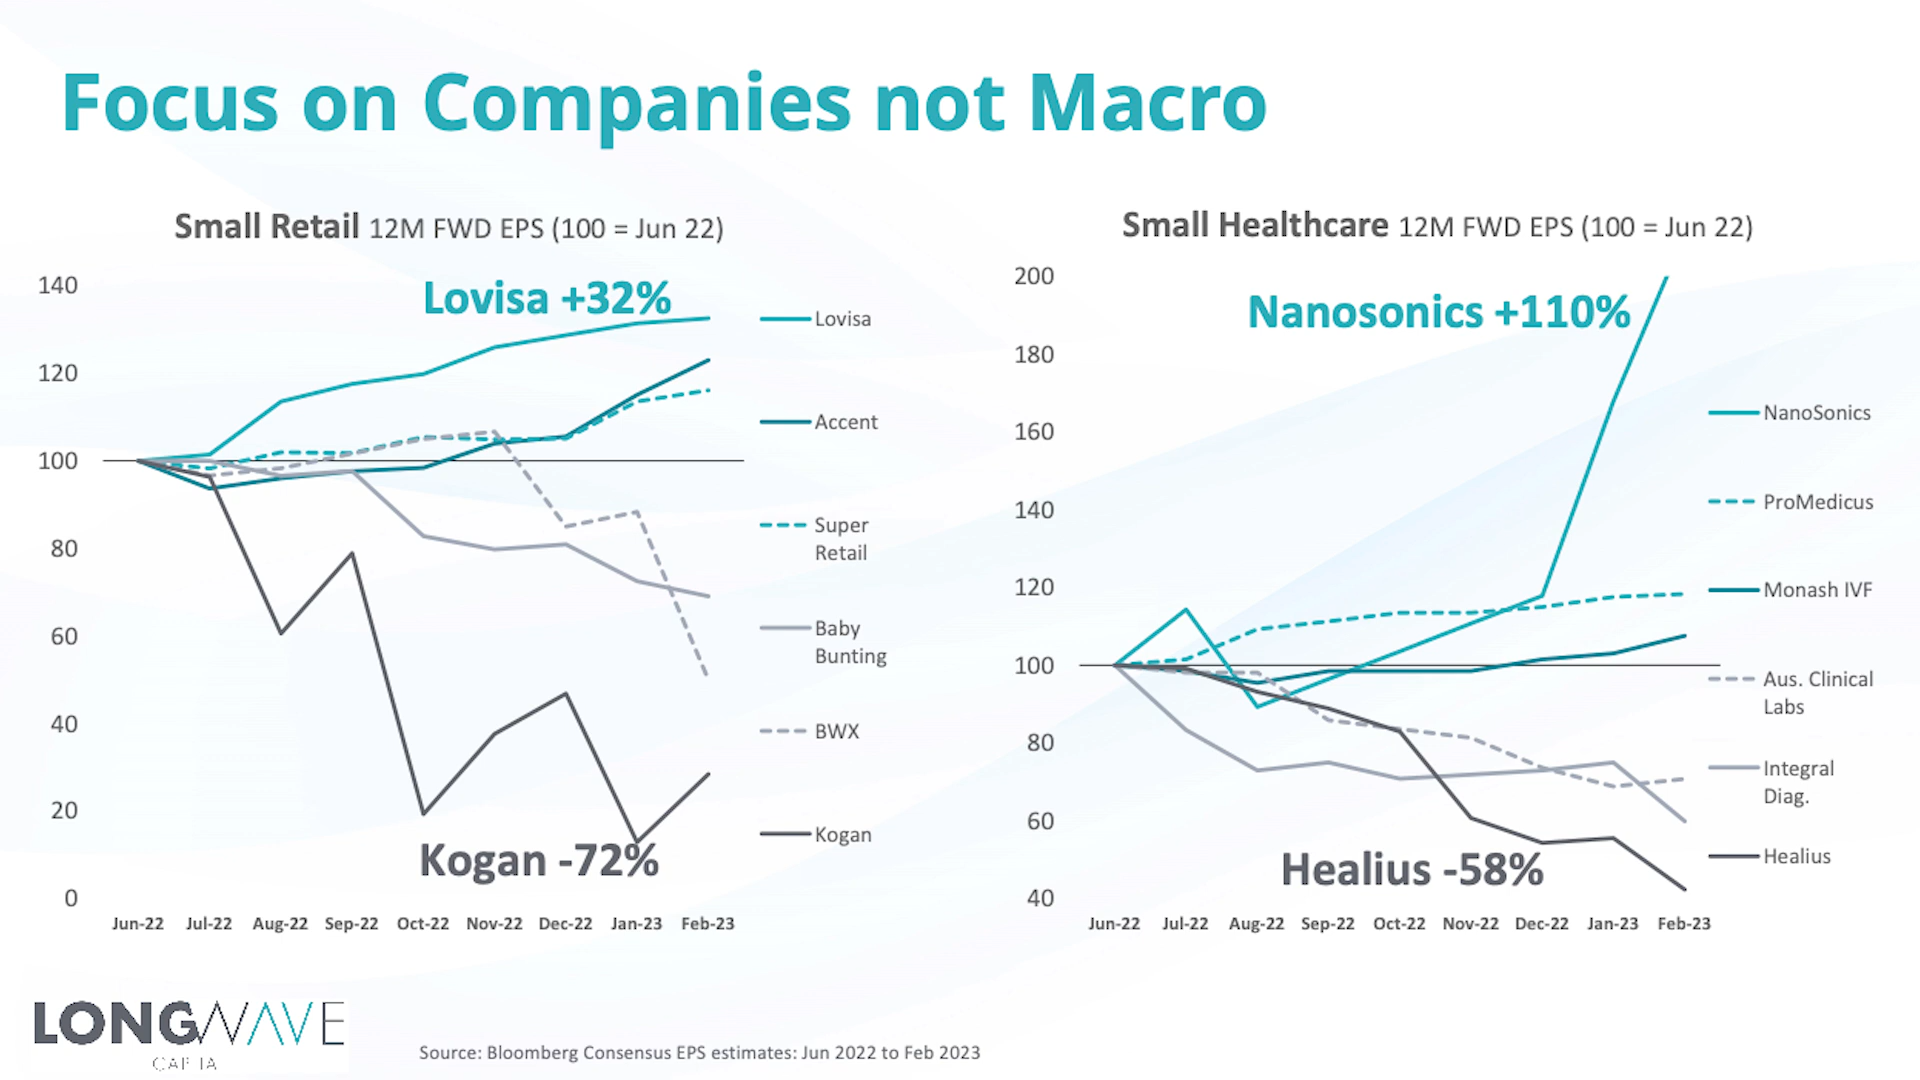 Focus on Companies not Macro
Small Retail 12M FWD EPS (100 = Jun 22)
140
120
100
80
60
40
20
0
Lovisa +32%
Kogan -72%
Jun-22 Jul-22 Aug-22 Sep-22 Oct-22 Nov-22 Dec-22 Jan-23 Feb-23
Lovisa
Accent
Super
Retail
Baby
Bunting
BWX
Kogan
Small Healthcare 12M FWD EPS (100 = Jun 22)
200
180
160
140
120
100
80
60
40
Nanosonics +110%
Healius -58%
Jun-22 Jul-22 Aug-22 Sep-22 Oct-22 Nov-22 Dec-22 Jan-23 Feb-23
NanoSonics
ProMedicus
Monash IVF
Aus. Clinical
Labs
Integral
Diag.
Healius
LONGWAVE
Source: Bloomberg Consensus EPS estimates: Jun 2022 to Feb 2023